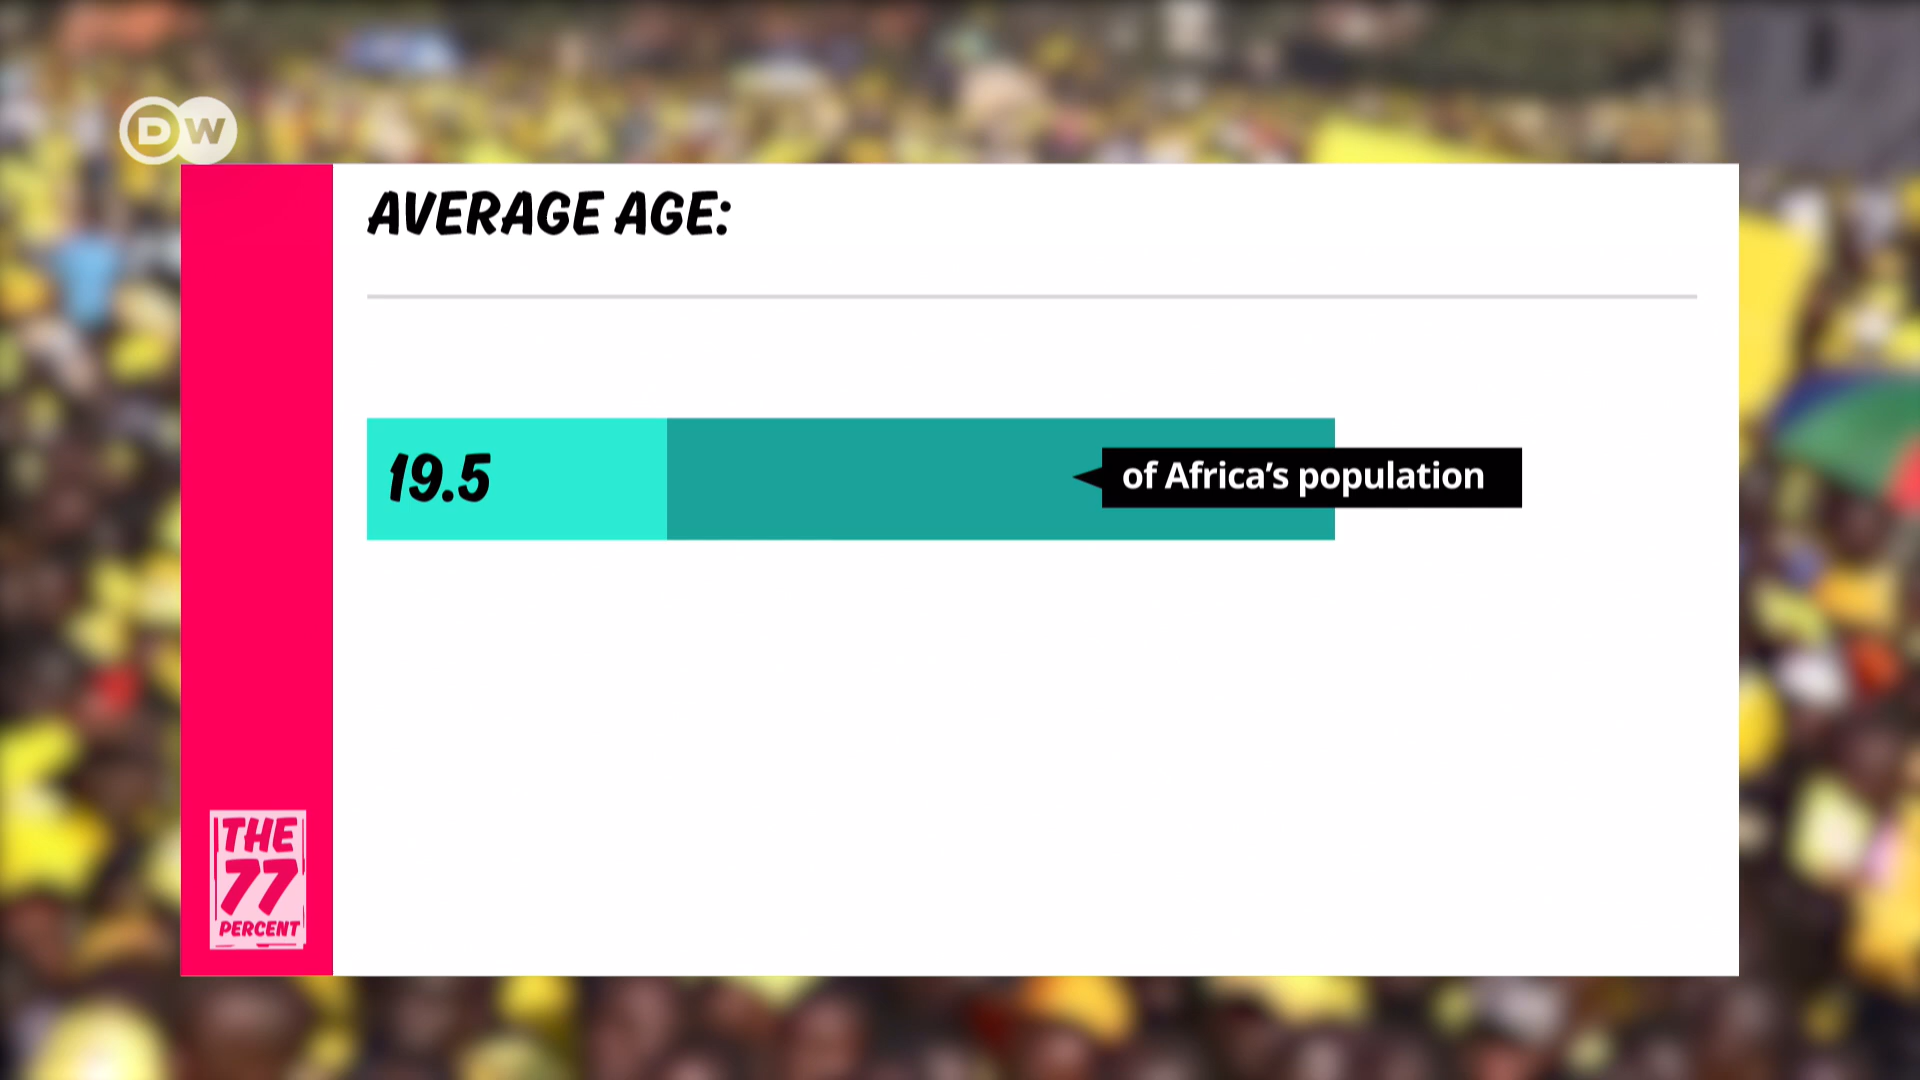 DW
AVERAGE AGE:
19.5
of Africa's population
THE
77
PERCENT